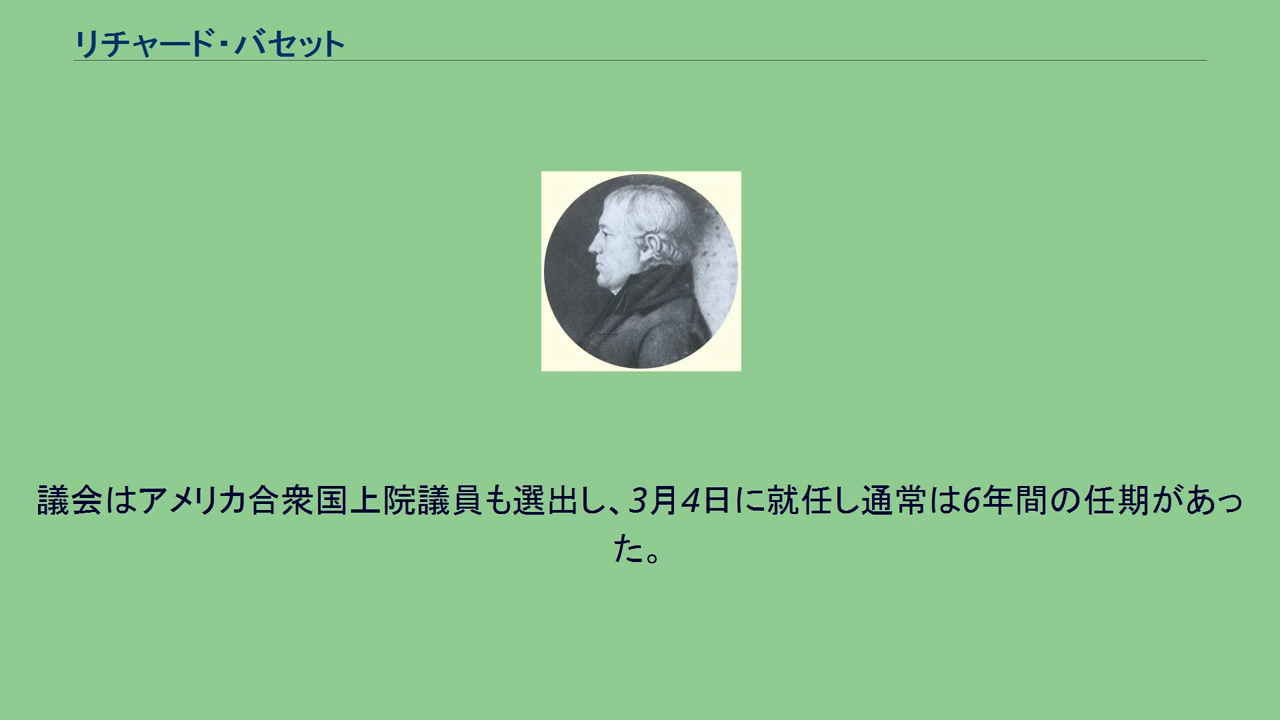 リチャード・バセット
議会はアメリカ合衆国上院議員も選出し、3月4日に就任し通常は6年間の任期があっ
た。